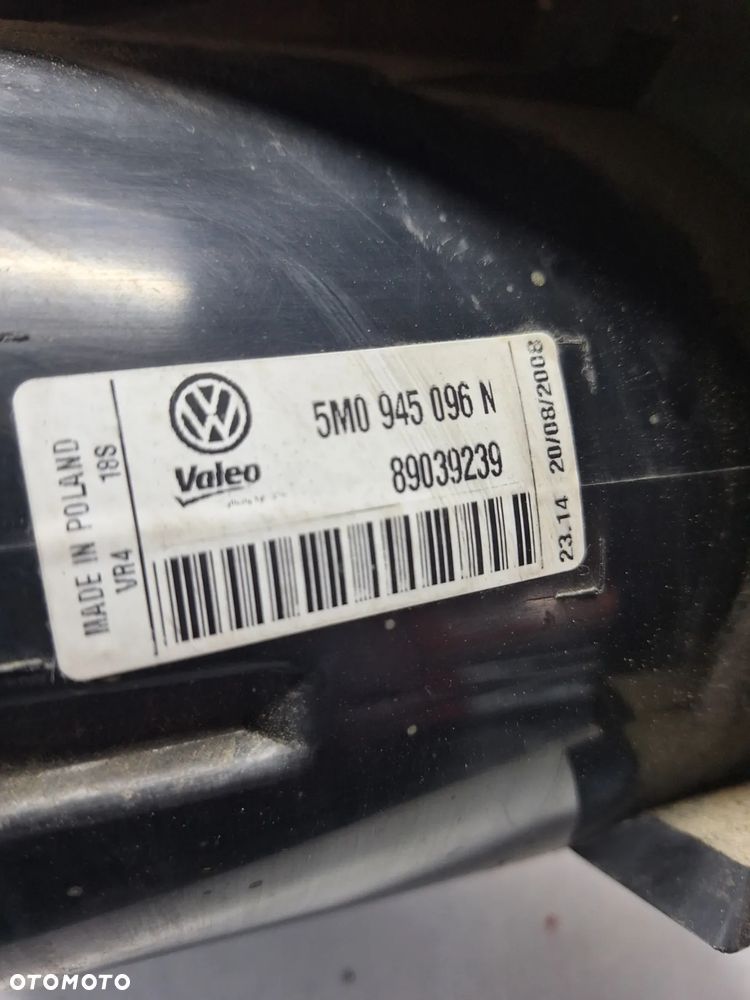 MADE IN POLAND
VR4 18S
Valeo
5M0 945 096 N
89039239
23.14 20/08/2008
OTOMOTO